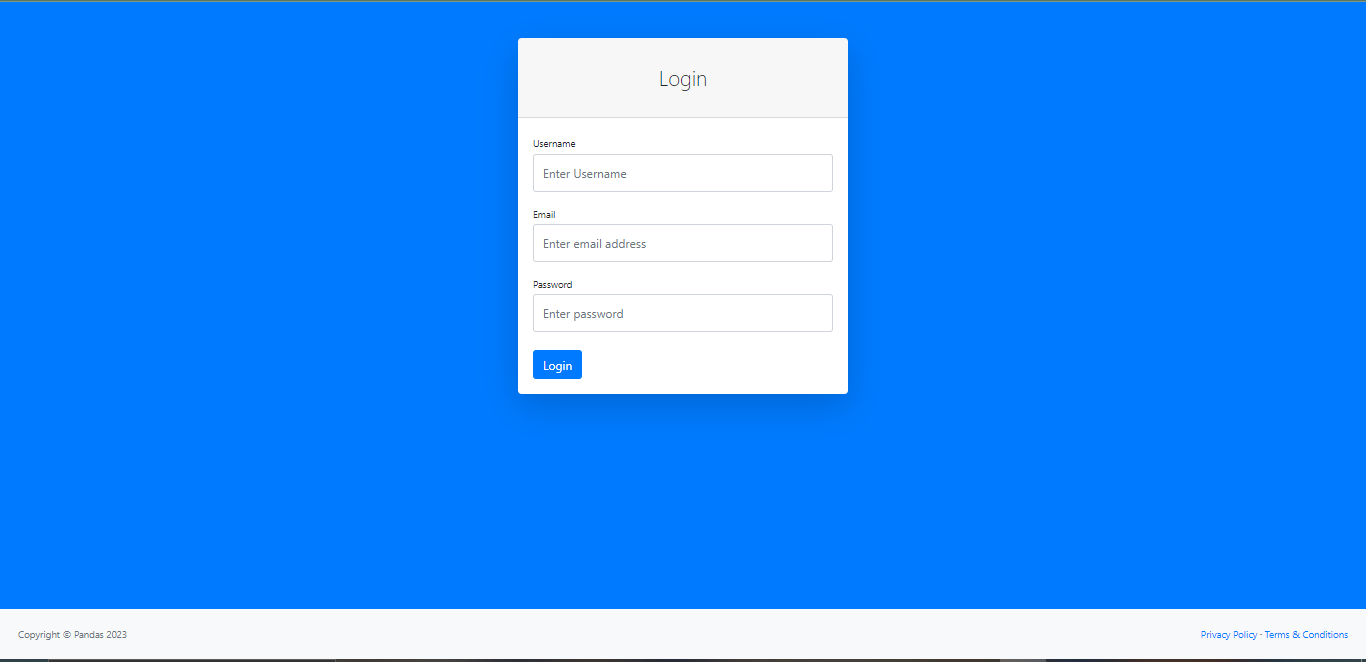 Login
Username
Enter Username
Email
Enter email address
Password
Enter password
Login
Copyright © Pandas 2023
Privacy Policy · Terms & Conditions